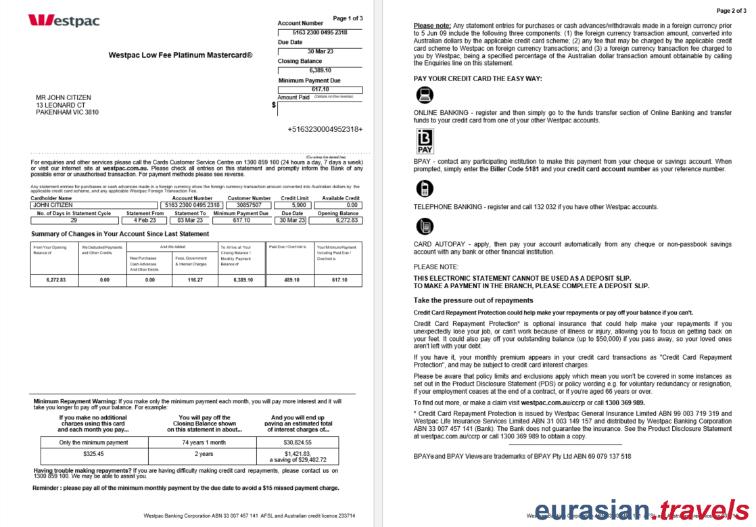 Westpac
Page 1 of 3
Account Number
5163 2300 0495 2318
Due Date
30 Mar 23
Westpac Low Fee Platinum Mastercard®
Closing Balance
6,389.10
Minimum Payment Due
617.10
Amount Paid
$
MR JOHN CITIZEN
13 LEONARD CT
PAKENHAM VIC 3810
+5163230004952318+
For enquiries and other services please call the Cards Customer Service Centre on 1300 859 100 (24 hours a day, 7 days a week)
or visit us at westpac.com.au. Please check all entries on this statement and promptly inform the Bank of any
possible error or unauthorised transaction. For payment methods please see reverse.
Any statement entries for purchases or cash advances made in a foreign currency show the foreign currency transaction amount converted into Australian dollars by the
applicable credit card scheme, and any applicable Westpac Foreign Transaction Fee.
Cardholder Name Account Number Customer Number Credit Limit Available Credit
JOHN CITIZEN 5163 2300 0495 2318 30857507 5,000 0.00
No. of Days in Statement Cycle Statement From Statement To Minimum Payment Due Due Date Opening Balance
29 4 Feb 23 03 Mar 23 617.10 30 Mar 23 6,272.83
Summary of Changes in Your Account Since Last Statement
From Your Opening Balance of
We Deducted Payments and Other Credits
And We Added
New Purchases Cash Advances And Other Debits
Fees, Government & Interest Charges
To Arrive at Your Closing Balance / Monthly Payment Balance of
Past Due / Overlimit is
Your Minimum Payment Including Past Due / Overlimit is
6,272.83 0.00 0.00 116.27 6,389.10 489.10 617.10
Minimum Repayment Warning: If you make only the minimum payment each month, you will pay more interest and it will
take you longer to pay off your balance. For example:
If you make no additional charges using this card and each month you pay...
You will pay off the Closing Balance shown on this statement in about...
And you will end up paying an estimated total of interest charges of...
Only the minimum payment 74 years 1 month $30,824.55
$325.45 2 years $1,421.83, a saving of $29,402.72
Having trouble making repayments? If you are having difficulty making credit card repayments, please contact us on
1300 859 100. We may be able to assist you.
Reminder : please pay all of the minimum monthly payment by the due date to avoid a $15 missed payment charge.
Westpac Banking Corporation ABN 33 007 457 141 AFSL and Australian credit licence 233714
Page 2 of 3
Please note: Any statement entries for purchases or cash advances/withdrawals made in a foreign currency prior
to 5 Jun 09 include the following three components: (1) the foreign currency transaction amount, converted into
Australian dollars by the applicable credit card scheme; (2) any fee that may be charged by the applicable credit
card scheme to Westpac on foreign currency transactions; and (3) a foreign currency fee charged to
you by Westpac, being a specified percentage of the Australian dollar transaction amount obtainable by calling
the Enquiries line on this statement.
PAY YOUR CREDIT CARD THE EASY WAY:
ONLINE BANKING - register and then simply go to the funds transfer section of Online Banking and transfer
funds to your credit card from one of your other Westpac accounts.
B
PAY
BPAY - contact any participating institution to make this payment from your cheque or savings account. When
prompted, simply enter the Biller Code 5181 and your credit card account number as your reference number.
TELEPHONE BANKING - register and call 132 032 if you have other Westpac accounts.
CARD AUTOPAY - apply, then pay your account automatically from any cheque or non-passbook savings
account with any bank or other financial institution.
PLEASE NOTE:
THIS ELECTRONIC STATEMENT CANNOT BE USED AS A DEPOSIT SLIP.
TO MAKE A PAYMENT IN THE BRANCH, PLEASE COMPLETE A DEPOSIT SLIP.
Take the pressure out of repayments
Credit Card Repayment Protection could help make your repayments or pay off your balance if you can't.
Credit Card Repayment Protection* is optional insurance that could help make your repayments if you
unexpectedly lose your job, or can't work because of illness or injury, allowing you to focus on getting back on
your feet. It could also pay off your outstanding balance (up to $50,000) if you pass away, so your loved ones
aren't left with your debt.
If you have it, your monthly premium appears in your credit card transactions as "Credit Card Repayment
Protection", and may be subject to credit card interest charges.
Please be aware that policy limits and exclusions apply which mean you won't be covered in some instances as
set out in the Product Disclosure Statement (PDS) or policy wording e.g. for voluntary redundancy or resignation,
if your employment ceases at the end of a contract, or if you're aged 66 years or over.
To find out more, or make a claim visit westpac.com.au/ccrp or call 1300 369 989.
* Credit Card Repayment Protection is issued by Westpac General Insurance Limited ABN 99 003 719 319 and
Westpac Life Insurance Services Limited ABN 31 003 149 157 and distributed by Westpac Banking Corporation
ABN 33 007 457 141 (Bank). The Bank does not guarantee the insurance. See the Product Disclosure Statement
at westpac.com.au/ccrp or call 1300 369 989 to obtain a copy.
BPAY® and BPAY View® are trademarks of BPAY Pty Ltd ABN 69 079 137 518
eurasian travels